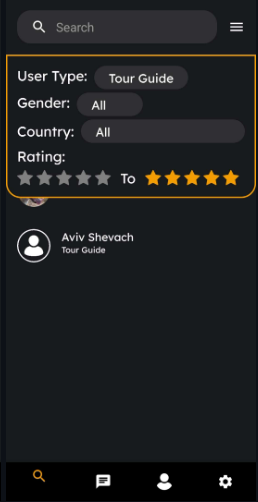 Search
User Type: Tour Guide
Gender: All
Country: All
Rating:
To
Aviv Shevach
Tour Guide